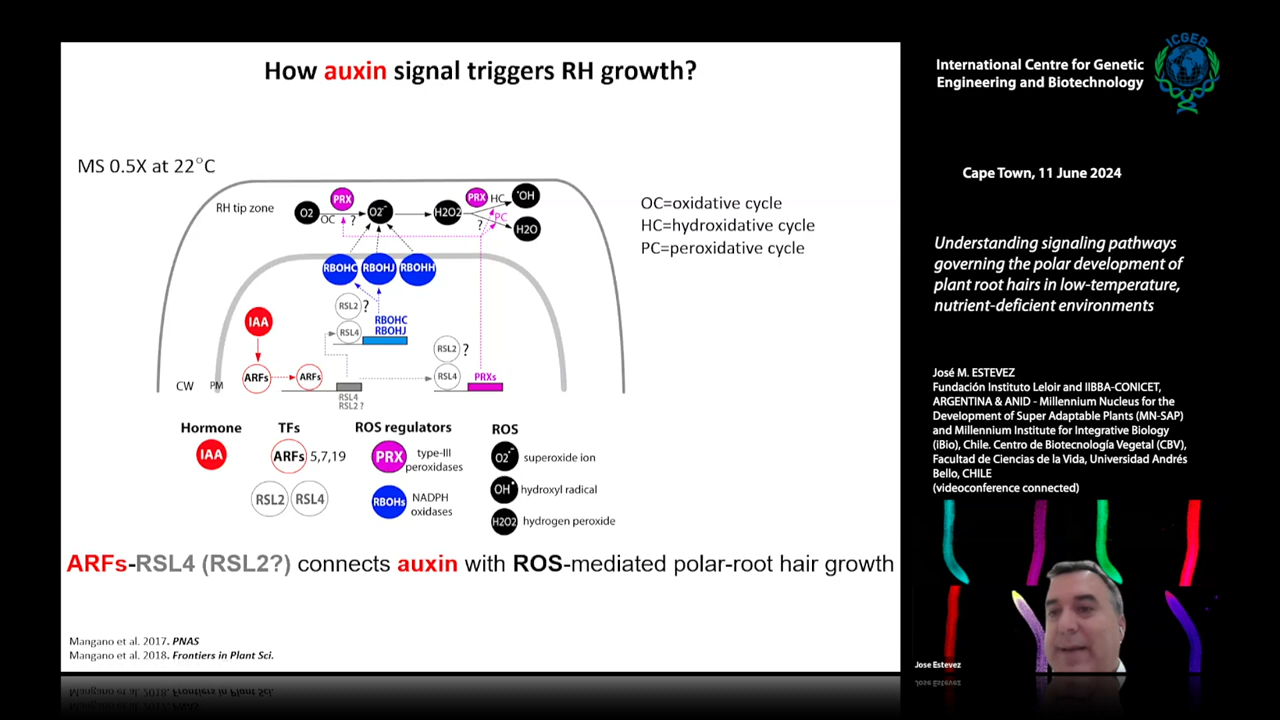 How auxin signal triggers RH growth?
MS 0.5X at 22°C
RH tip zone
PRX
PRX
HC
·OH
O2
OC
?
O2·-
H2O2
?
PC
H2O
RBOHC
RBOHJ
RBOHH
RSL2
?
IAA
RSL4
RBOHC
RBOHJ
RSL2
?
ARFs
ARFs
RSL4
PRXs
CW
PM
RSL4
RSL2 ?
OC=oxidative cycle
HC=hydroxidative cycle
PC=peroxidative cycle
Hormone
TFs
ROS regulators
ROS
IAA
ARFs 5,7,19
PRX
type-III
peroxidases
O2·-
superoxide ion
RSL2
RSL4
RBOHs
NADPH
oxidases
OH·
hydroxyl radical
H2O2
hydrogen peroxide
ARFs-RSL4 (RSL2?) connects auxin with ROS-mediated polar-root hair growth
Mangano et al. 2017. PNAS
Mangano et al. 2018. Frontiers in Plant Sci.
International Centre for Genetic
Engineering and Biotechnology
ICGEB
Cape Town, 11 June 2024
Understanding signaling pathways
governing the polar development of
plant root hairs in low-temperature,
nutrient-deficient environments
José M. ESTEVEZ
Fundación Instituto Leloir and IIBBA-CONICET,
ARGENTINA & ANID - Millennium Nucleus for the
Development of Super Adaptable Plants (MN-SAP)
and Millennium Institute for Integrative Biology
(iBio), Chile. Centro de Biotecnología Vegetal (CBV),
Facultad de Ciencias de la Vida, Universidad Andrés
Bello, CHILE
(videoconference connected)
Jose Estevez